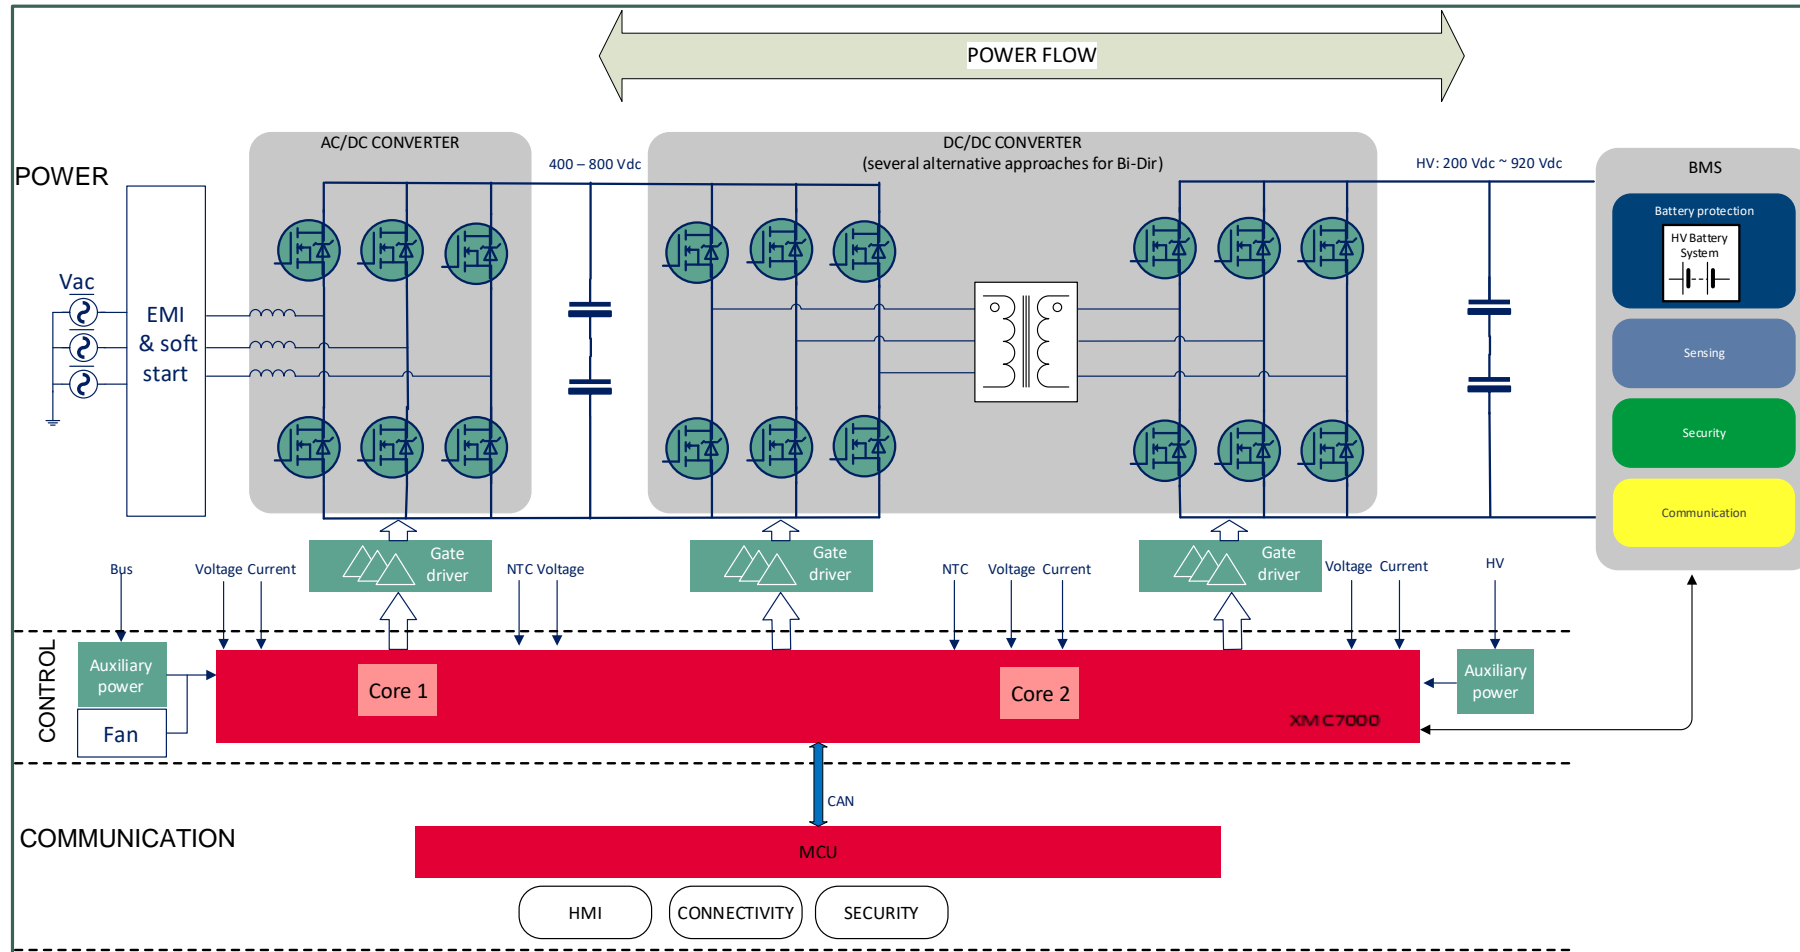 POWER FLOW
AC/DC CONVERTER
DC/DC CONVERTER
(several alternative approaches for Bi-Dir)
400 – 800 Vdc
HV: 200 Vdc ~ 920 Vdc
POWER
BMS
Battery protection
HV Battery
System
Sensing
Security
Communication
Vac
EMI
& soft
start
Gate
driver
Gate
driver
Gate
driver
Bus
Voltage Current
NTC Voltage
NTC
Voltage Current
Voltage Current
HV
CONTROL
Auxiliary
power
Fan
Core 1
Core 2
XMC7000
Auxiliary
power
CAN
COMMUNICATION
MCU
HMI
CONNECTIVITY
SECURITY